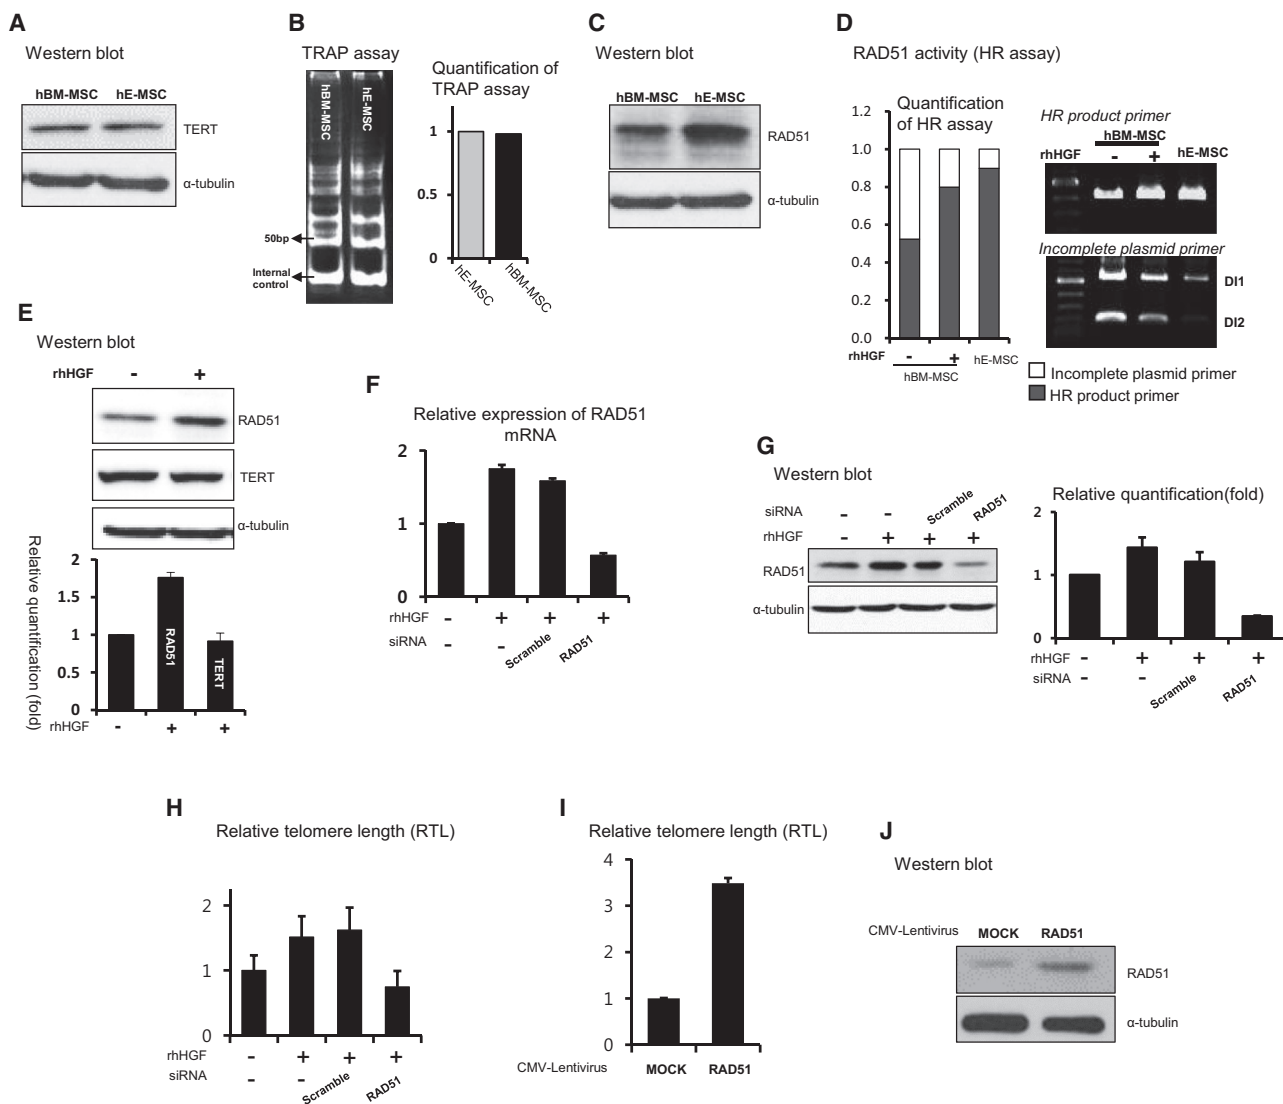 A
Western blot
hBM-MSC hE-MSC
TERT
α-tubulin
B
TRAP assay
hBM-MSC
hE-MSC
50bp
Internal
control
Quantification of
TRAP assay
1
0.5
0
hE-MSC
hBM-MSC
C
Western blot
hBM-MSC hE-MSC
RAD51
α-tubulin
D
RAD51 activity (HR assay)
Quantification
of HR assay
1.2
1.0
0.8
0.6
0.4
0.2
0.0
rhHGF - +
hBM-MSC
hE-MSC
HR product primer
hBM-MSC
rhHGF - + hE-MSC
Incomplete plasmid primer
DI1
DI2
Incomplete plasmid primer
HR product primer
E
Western blot
rhHGF - +
RAD51
TERT
α-tubulin
Relative quantification (fold)
2
1.5
1
0.5
0
RAD51
TERT
rhHGF - + +
F
Relative expression of RAD51
mRNA
2
1
0
rhHGF - + + +
siRNA - - Scramble RAD51
G
Western blot
siRNA - - Scramble RAD51
rhHGF - + + +
RAD51
α-tubulin
Relative quantification(fold)
2
1
0
rhHGF - + + +
siRNA - - Scramble RAD51
H
Relative telomere length (RTL)
2
1
0
rhHGF - + + +
siRNA - - Scramble RAD51
I
Relative telomere length (RTL)
4
3
2
1
0
CMV-Lentivirus MOCK RAD51
J
Western blot
CMV-Lentivirus MOCK RAD51
RAD51
α-tubulin